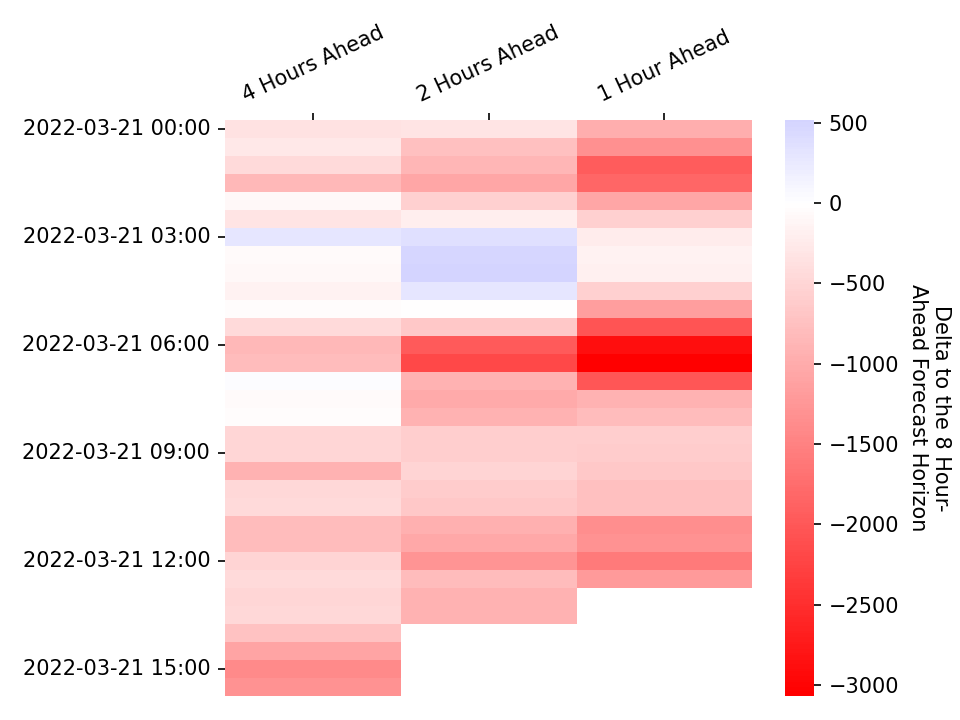 4 Hours Ahead
2 Hours Ahead
1 Hour Ahead
2022-03-21 00:00
2022-03-21 03:00
2022-03-21 06:00
2022-03-21 09:00
2022-03-21 12:00
2022-03-21 15:00
500
0
−500
−1000
−1500
−2000
−2500
−3000
Delta to the 8 Hour-
Ahead Forecast Horizon